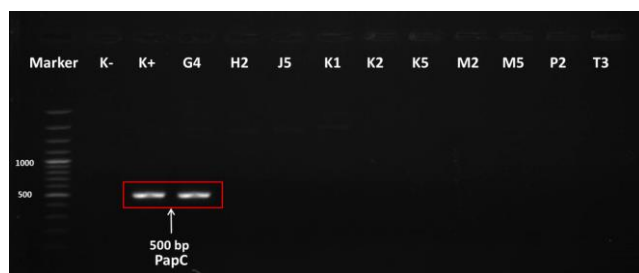 Marker K- K+ G4 H2 J5 K1 K2 K5 M2 M5 P2 T3
1000
500
500 bp
PapC